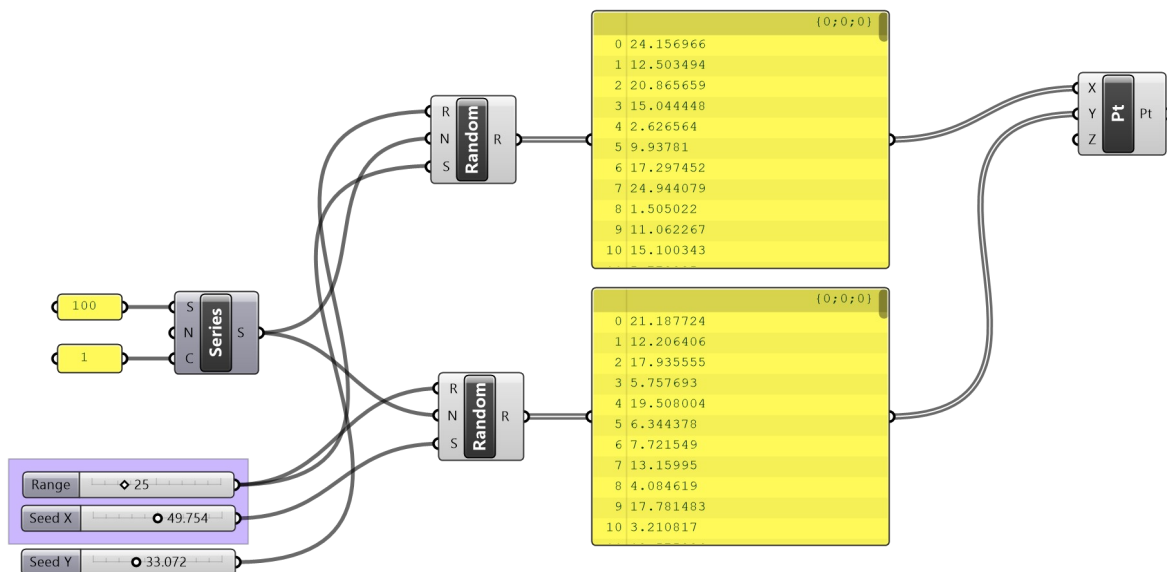 {0;0;0}
0 24.156966
1 12.503494
2 20.865659
3 15.044448
4 2.626564
5 9.93781
6 17.297452
7 24.944079
8 1.505022
9 11.062267
10 15.100343
R
N
S
Random
R
X
Y
Z
Pt
Pt
100
1
S
N
C
Series
S
{0;0;0}
0 21.187724
1 12.206406
2 17.935555
3 5.757693
4 19.508004
5 6.344378
6 7.721549
7 13.15995
8 4.084619
9 17.781483
10 3.210817
R
N
S
Random
R
Range 25
Seed X 49.754
Seed Y 33.072